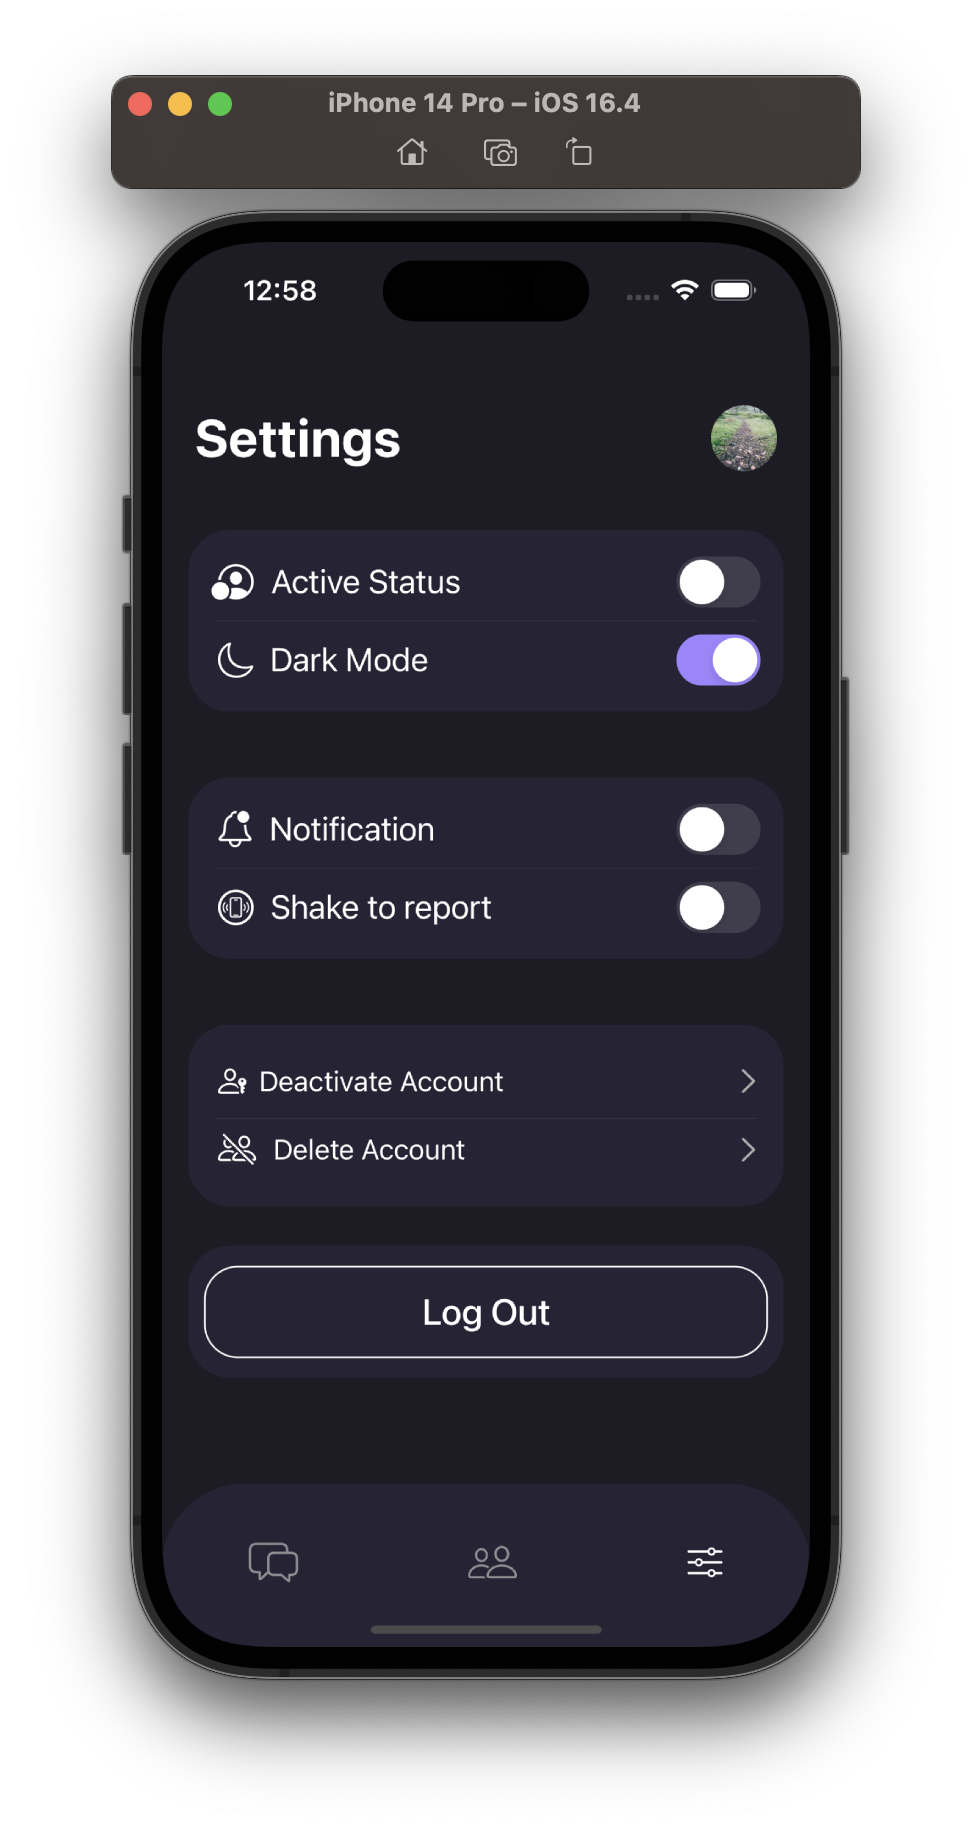 iPhone 14 Pro – iOS 16.4
12:58
Settings
Active Status
Dark Mode
Notification
Shake to report
Deactivate Account
Delete Account
Log Out